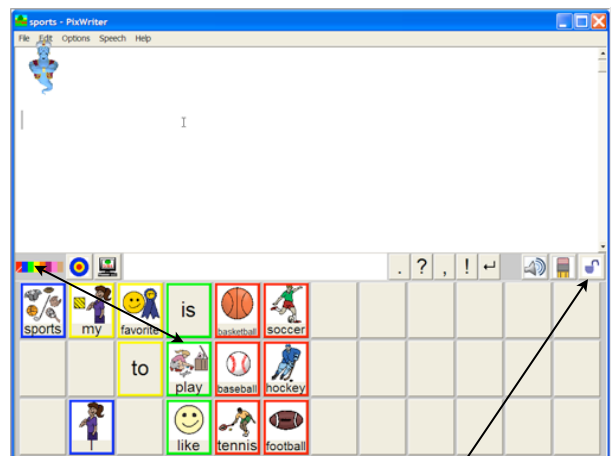 sports - PixWriter
File Edit Options Speech Help
. ? , ! ↵
sports my favorite is basketball soccer
to play baseball hockey
I like tennis football